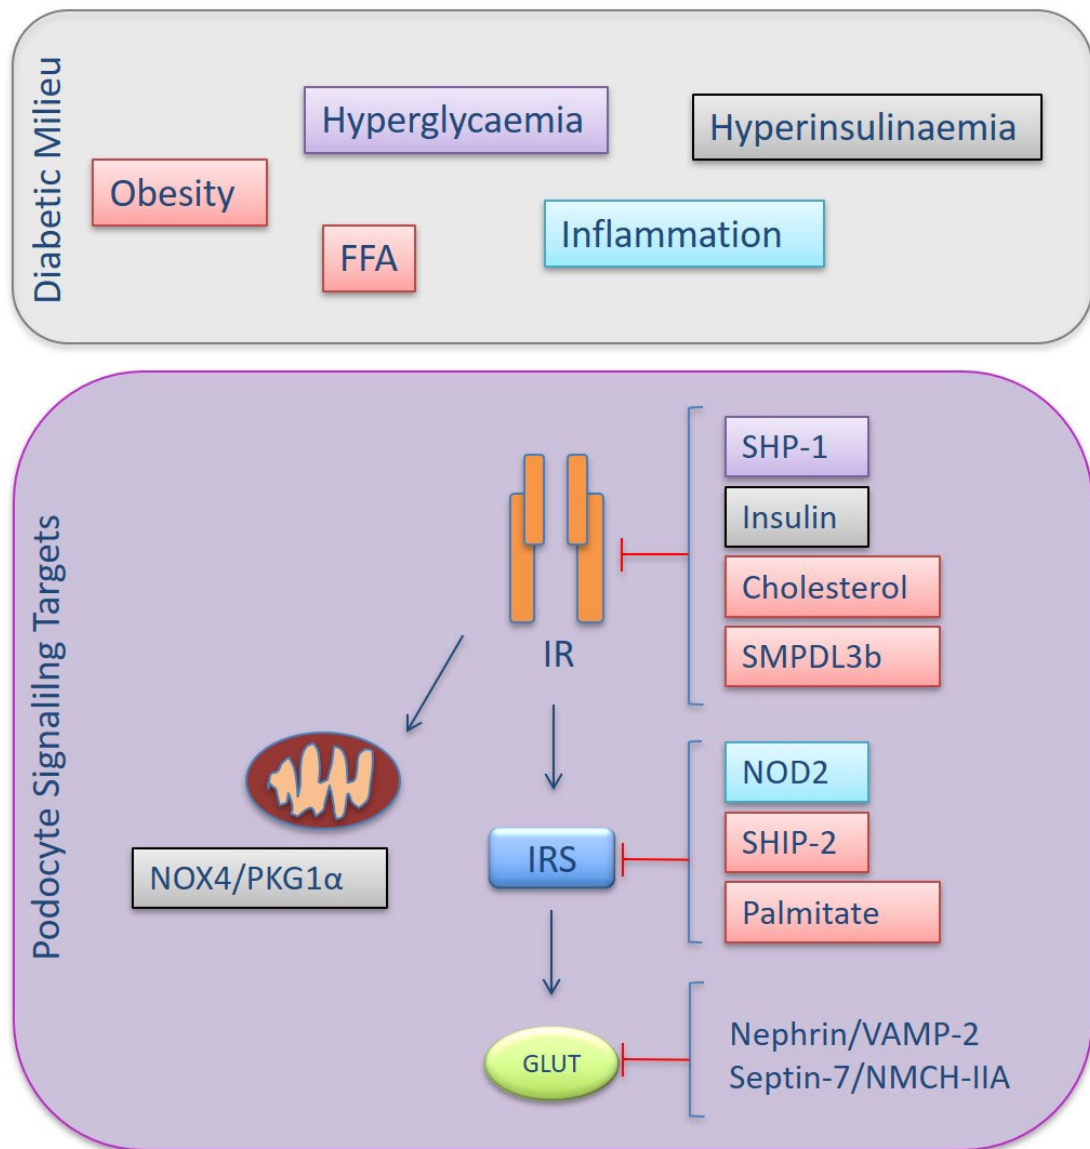 Diabetic Milieu
Hyperglycaemia
Hyperinsulinaemia
Obesity
Inflammation
FFA
Podocyte Signalilng Targets
SHP-1
Insulin
Cholesterol
SMPDL3b
IR
NOD2
SHIP-2
Palmitate
IRS
NOX4/PKG1α
GLUT
Nephrin/VAMP-2
Septin-7/NMCH-IIA